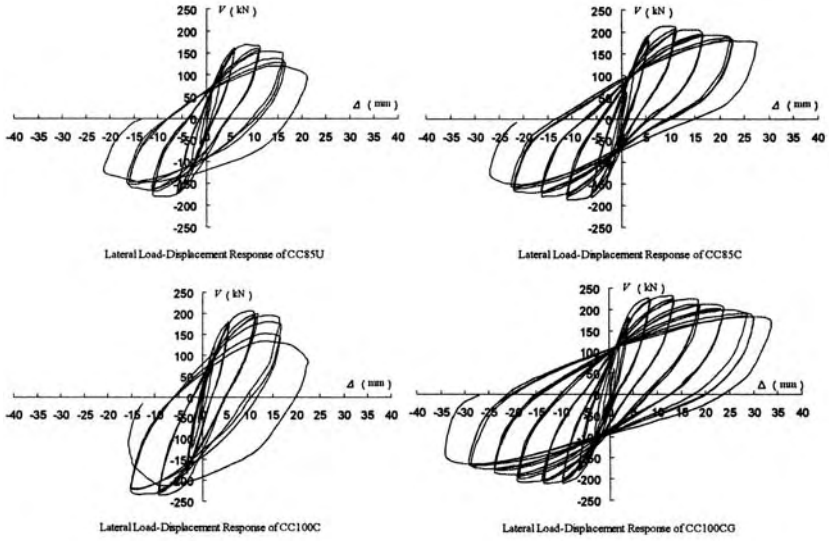 V ( kN )
250
200
150
100
50
0
-50
-100
-150
-200
-250
Δ ( mm )
-40 -35 -30 -25 -20 -15 -10 -5 0 5 10 15 20 25 30 35 40
Lateral Load-Displacement Response of CC85U
V ( kN )
250
200
150
100
50
0
-50
-100
-150
-200
-250
Δ ( mm )
-40 -35 -30 -25 -20 -15 -10 -5 0 5 10 15 20 25 30 35 40
Lateral Load-Displacement Response of CC85C
V ( kN )
250
200
150
100
50
0
-50
-100
-150
-200
-250
Δ ( mm )
-40 -35 -30 -25 -20 -15 -10 -5 0 5 10 15 20 25 30 35 40
Lateral Load-Displacement Response of CC100C
V ( kN )
250
200
150
100
50
0
-50
-100
-150
-200
-250
Δ ( mm )
-40 -35 -30 -25 -20 -15 -10 -5 0 5 10 15 20 25 30 35 40
Lateral Load-Displacement Response of CC100CG